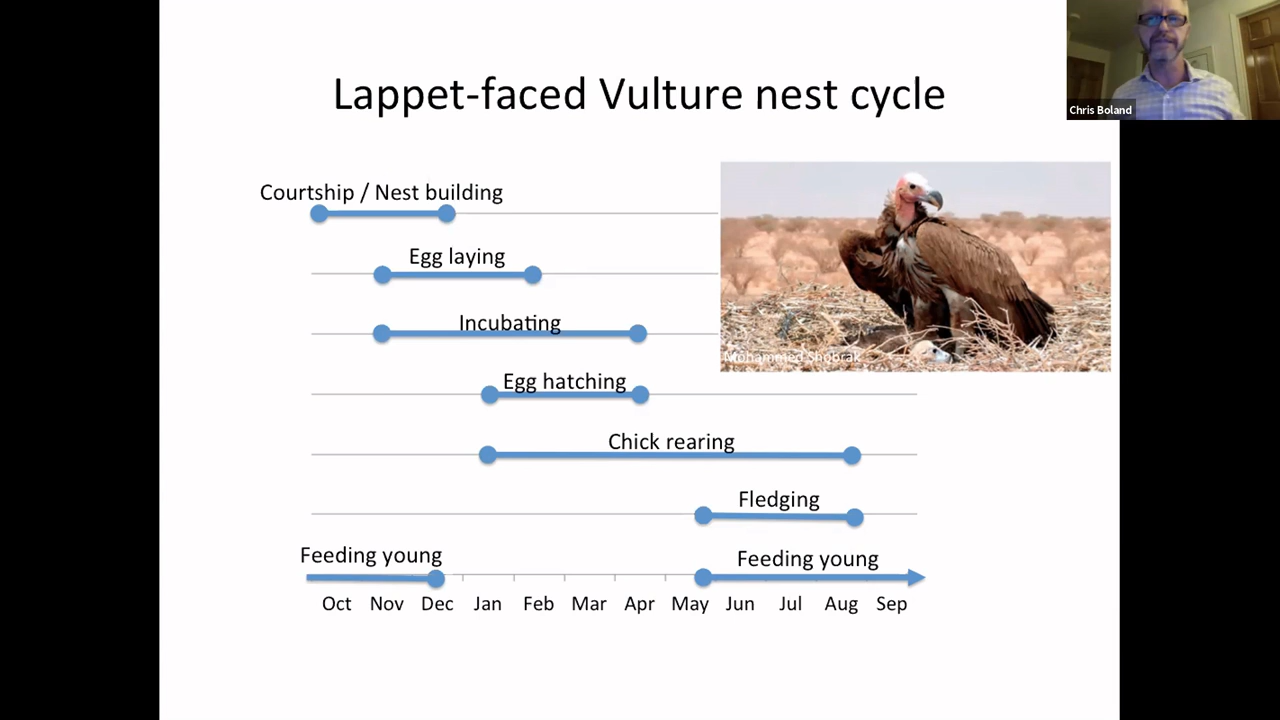 Chris Boland
Lappet-faced Vulture nest cycle
Courtship / Nest building
Egg laying
Incubating
Mohammed Shobrak
Egg hatching
Chick rearing
Fledging
Feeding young
Feeding young
Oct Nov Dec Jan Feb Mar Apr May Jun Jul Aug Sep